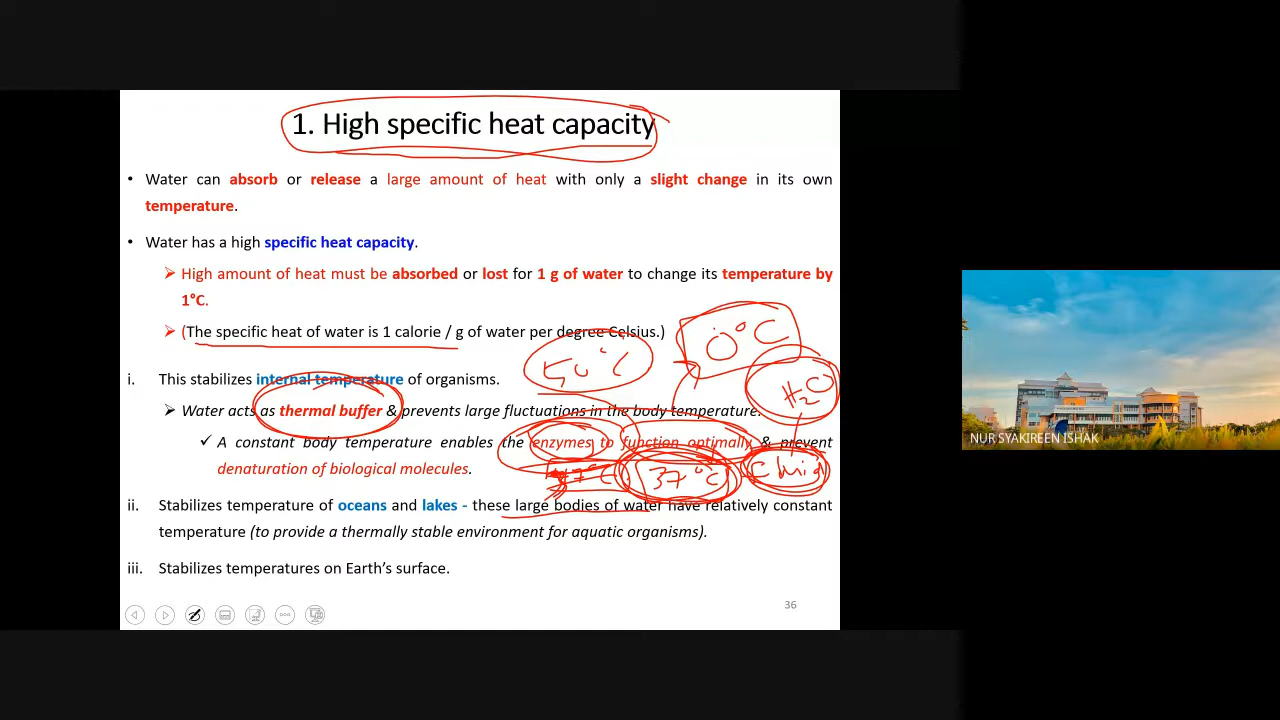 1. High specific heat capacity
• Water can absorb or release a large amount of heat with only a slight change in its own
temperature.
• Water has a high specific heat capacity.
➢ High amount of heat must be absorbed or lost for 1 g of water to change its temperature by
1°C.
➢ (The specific heat of water is 1 calorie / g of water per degree Celsius.)
0°C
50°C
H₂O
i. This stabilizes internal temperature of organisms.
➢ Water acts as thermal buffer & prevents large fluctuations in the body temperature.
✓ A constant body temperature enables the enzymes to function optimally & prevent
denaturation of biological molecules.
37°C
ii. Stabilizes temperature of oceans and lakes - these large bodies of water have relatively constant
temperature (to provide a thermally stable environment for aquatic organisms).
iii. Stabilizes temperatures on Earth's surface.
36
NUR SYAKIREEN ISHAK